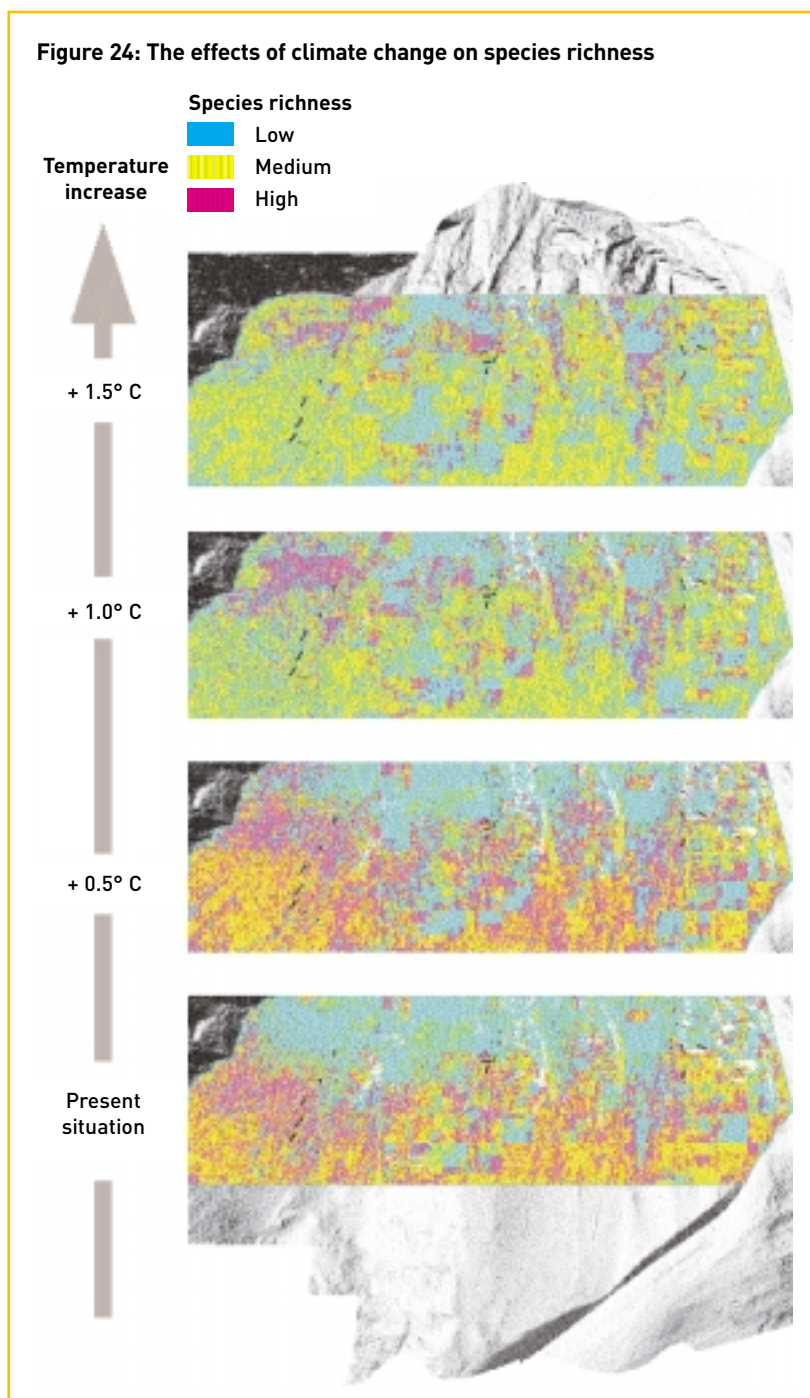 Figure 24: The effects of climate change on species richness
Species richness
Low
Medium
High
Temperature
increase
+ 1.5° C
+ 1.0° C
+ 0.5° C
Present
situation